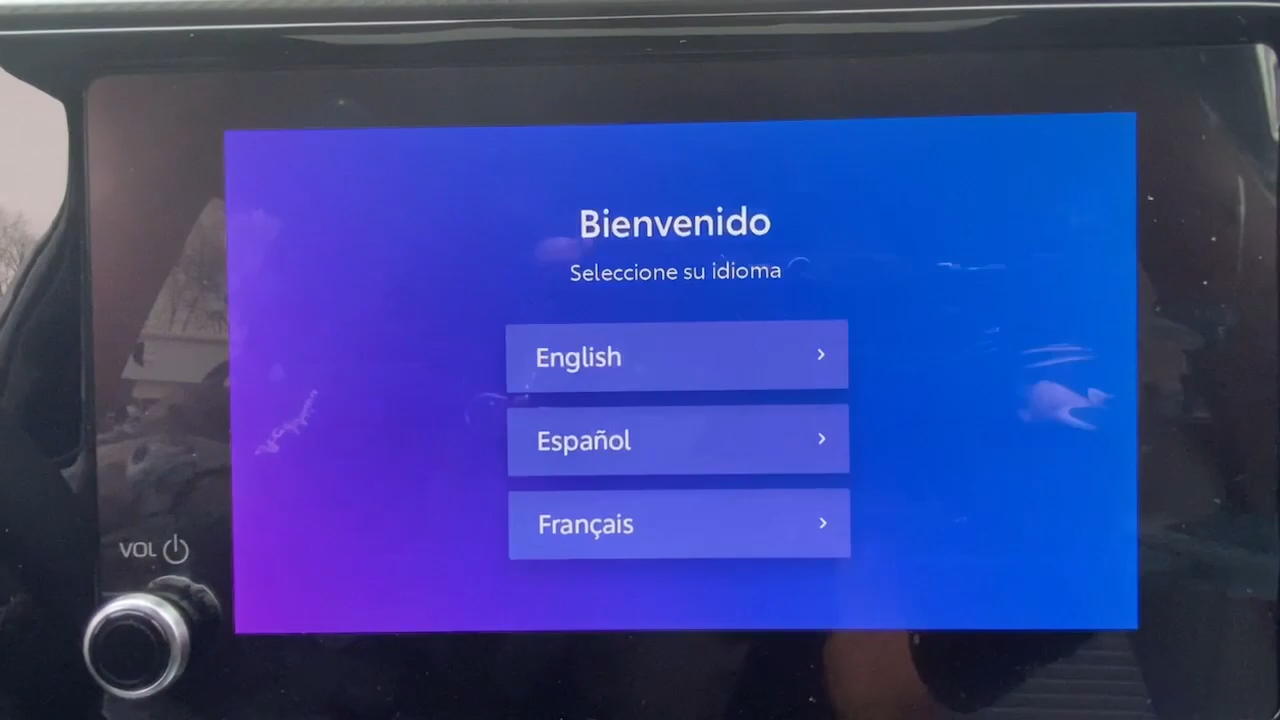 Bienvenido
Seleccione su idioma
English
Español
Français
VOL